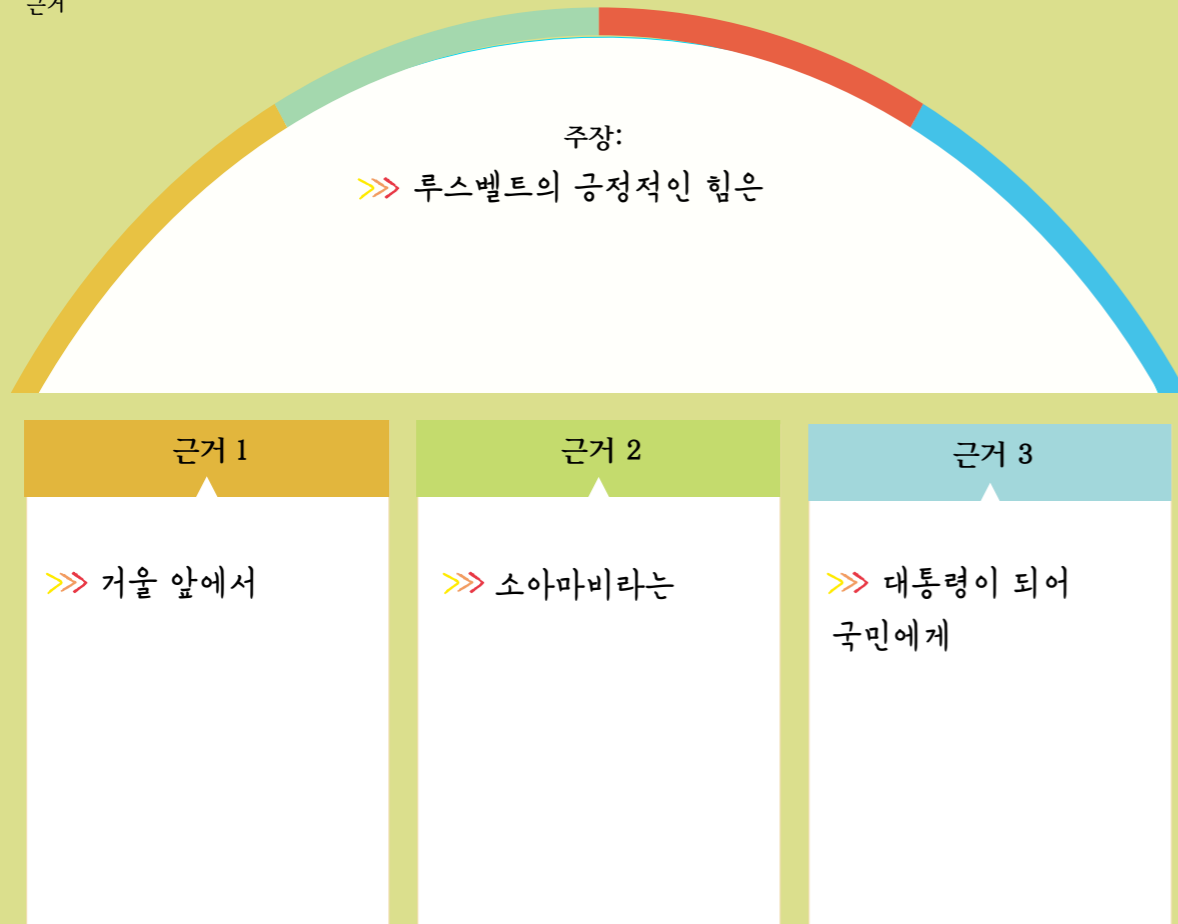 근거
주장:
>>> 루스벨트의 긍정적인 힘은
근거 1
근거 2
근거 3
>>> 거울 앞에서
>>> 소아마비라는
>>> 대통령이 되어
국민에게